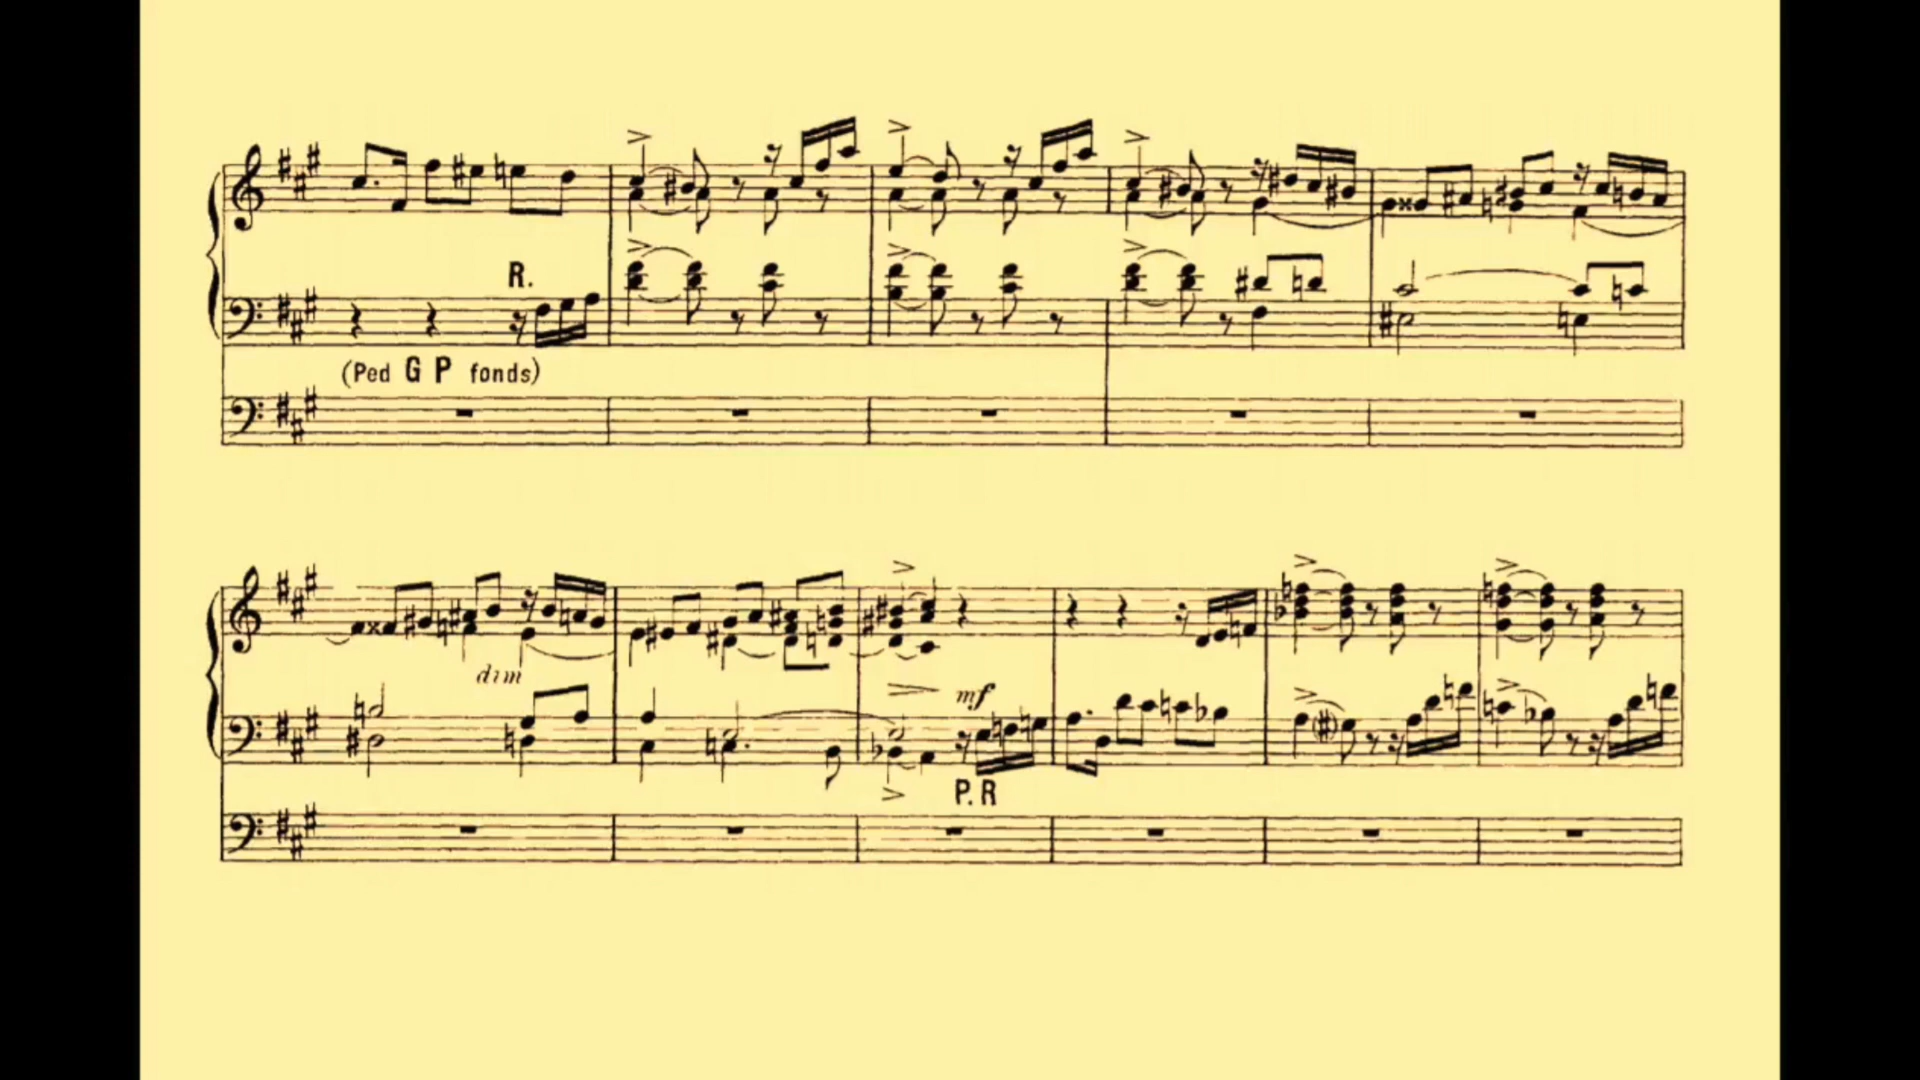 R.
(Ped G P fonds)
dim
mf
P. R